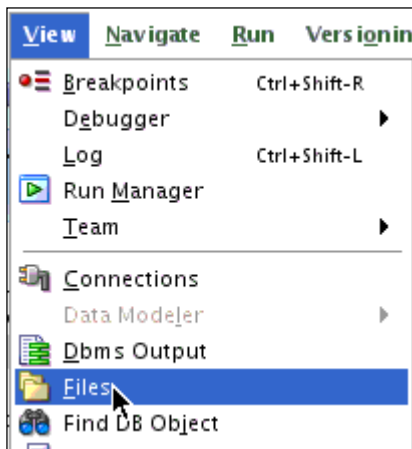 View Navigate Run Versionin
Breakpoints Ctrl+Shift-R
Debugger
Log Ctrl+Shift-L
Run Manager
Team
Connections
Data Modeler
Dbms Output
Files
Find DB Object